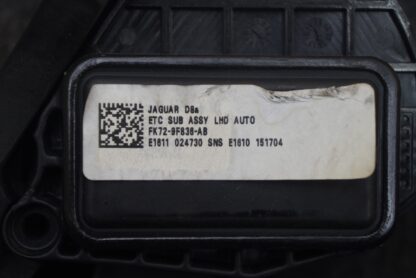 JAGUAR D8a
ETC SUB ASSY LHD AUTO
FK72-9F836-AB
E1611 024730 SNS E1610 151704